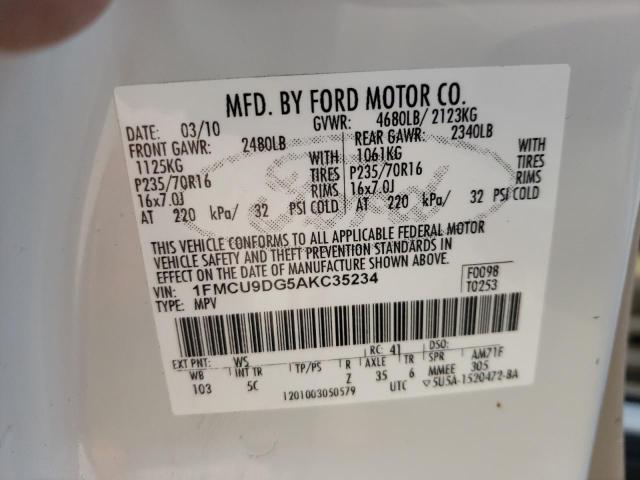 MFD. BY FORD MOTOR CO.
DATE: 03/10 GVWR: 4680LB/ 2123KG
FRONT GAWR: 2480LB REAR GAWR: 2340LB
1125KG WITH 1061KG WITH
P235/70R16 TIRES P235/70R16 TIRES
16x7.0J RIMS 16x7.0J RIMS
AT 220 kPa/ 32 PSI COLD AT 220 kPa/ 32 PSI COLD
THIS VEHICLE CONFORMS TO ALL APPLICABLE FEDERAL MOTOR
VEHICLE SAFETY AND THEFT PREVENTION STANDARDS IN
EFFECT ON THE DATE OF MANUFACTURE SHOWN ABOVE.
VIN: 1FMCU9DG5AKC35234 F0098
TYPE: MPV T0253
EXT PNT: WS RC: 41 DSO:
WB INT TR TP/PS R AXLE TR SPR AM71F
103 5C Z 35 6 MMEE 305
1201003050579 UTC ▽5U5A-1520472-BA
Ford